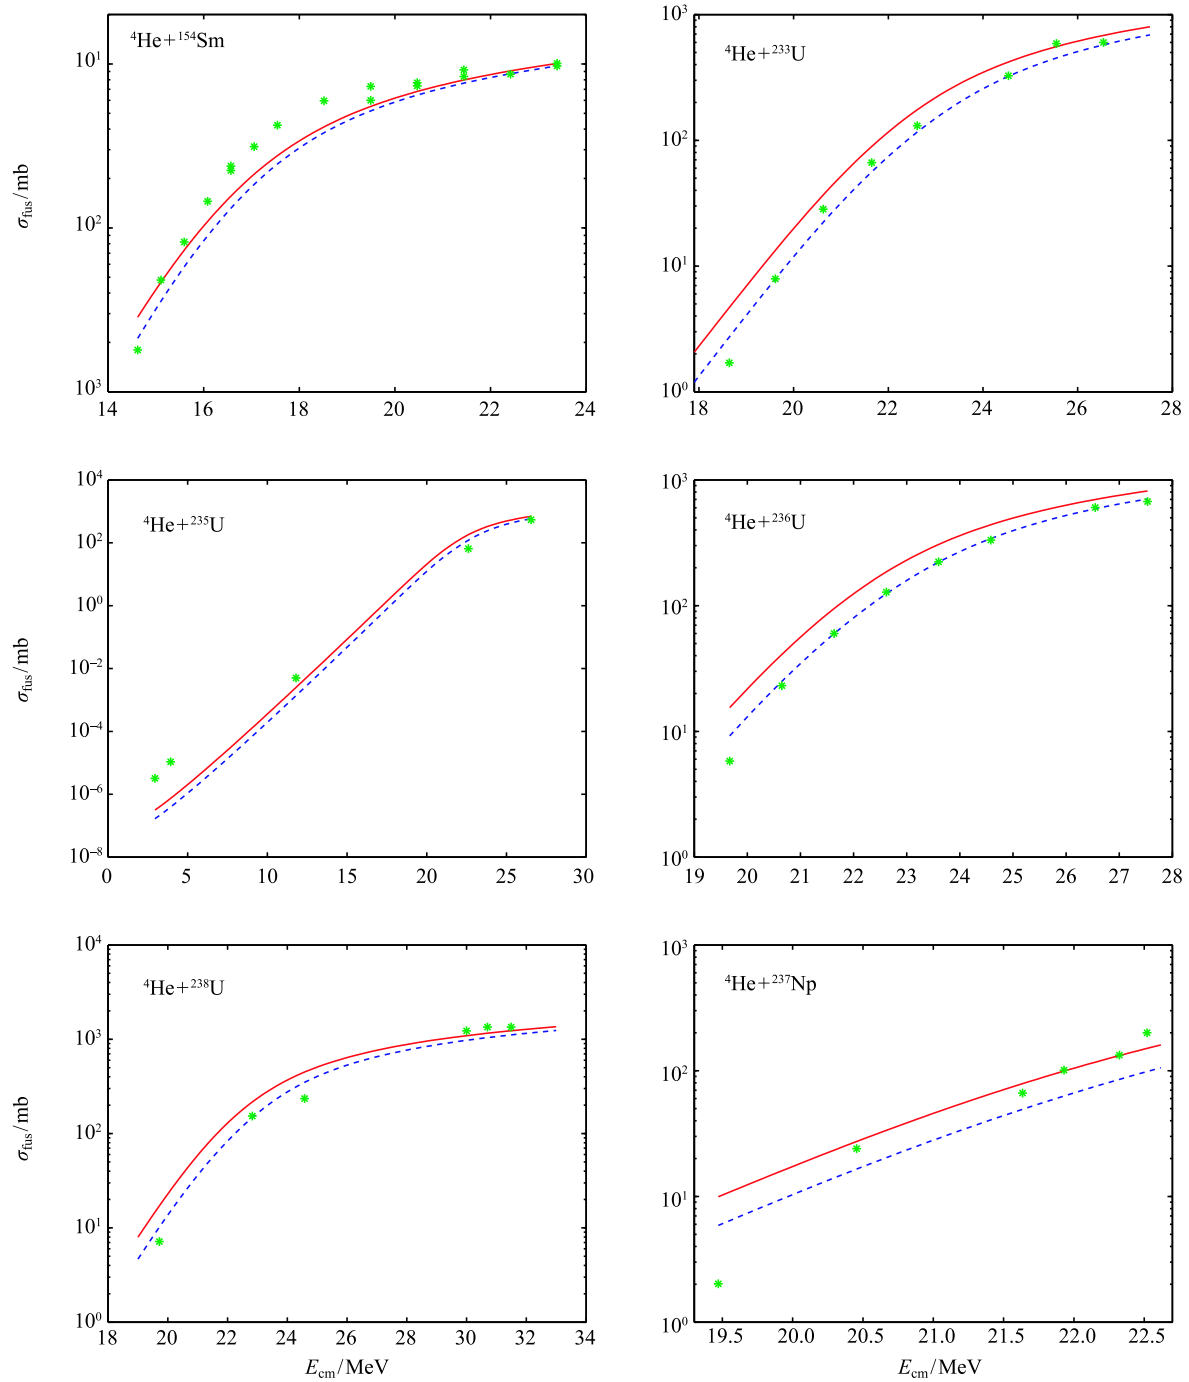 ⁴He+¹⁵⁴Sm
σfus/mb
10¹
10²
10³
14 16 18 20 22 24
⁴He+²³³U
10³
10²
10¹
10⁰
18 20 22 24 26 28
⁴He+²³⁵U
σfus/mb
10⁴
10²
10⁰
10⁻²
10⁻⁴
10⁻⁶
10⁻⁸
0 5 10 15 20 25 30
⁴He+²³⁶U
10³
10²
10¹
10⁰
19 20 21 22 23 24 25 26 27 28
⁴He+²³⁸U
σfus/mb
10⁴
10³
10²
10¹
10⁰
18 20 22 24 26 28 30 32 34
Ecm/MeV
⁴He+²³⁷Np
10³
10²
10¹
10⁰
19.5 20.0 20.5 21.0 21.5 22.0 22.5
Ecm/MeV